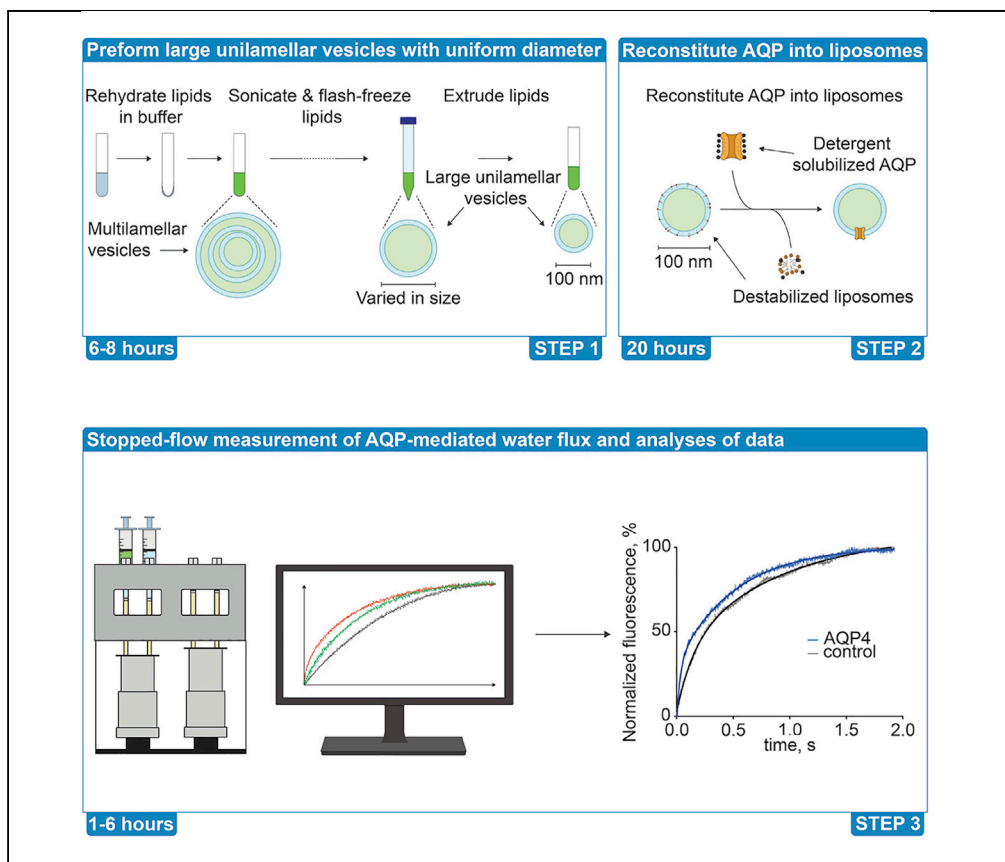 Preform large unilamellar vesicles with uniform diameter
Rehydrate lipids
in buffer
Sonicate & flash-freeze
lipids
Extrude lipids
Large unilamellar
vesicles
Multilamellar
vesicles
Varied in size
100 nm
6-8 hours
STEP 1
Reconstitute AQP into liposomes
Reconstitute AQP into liposomes
Detergent
solubilized AQP
100 nm
Destabilized liposomes
20 hours
STEP 2
Stopped-flow measurement of AQP-mediated water flux and analyses of data
Normalized fluorescence, %
100
50
0
AQP4
control
0.0 0.5 1.0 1.5 2.0
time, s
1-6 hours
STEP 3